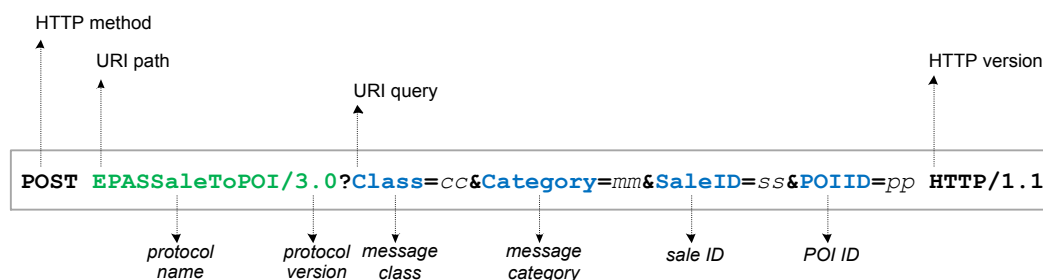 HTTP method
URI path
HTTP version
URI query
POST EPASSaleToPOI/3.0?Class=cc&Category=mm&SaleID=ss&POIID=pp HTTP/1.1
protocol name
protocol version
message class
message category
sale ID
POI ID